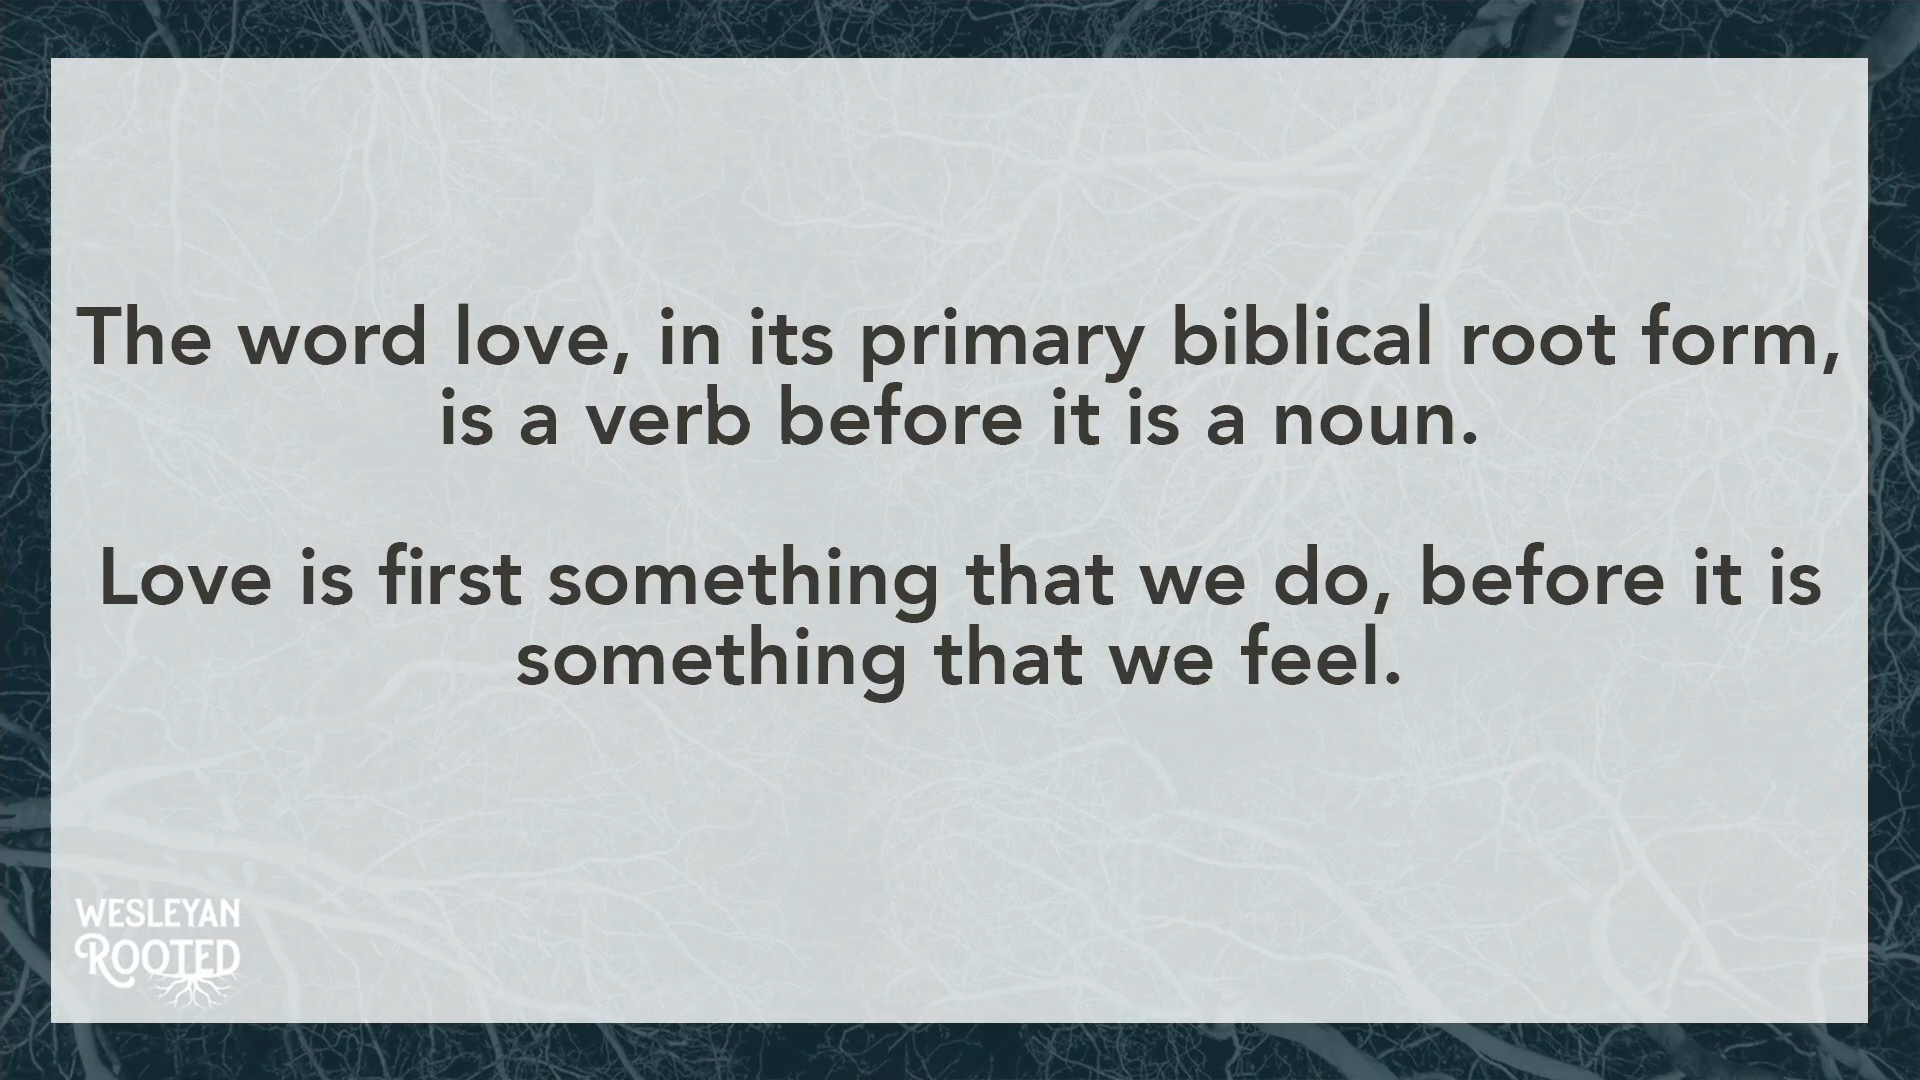 The word love, in its primary biblical root form,
is a verb before it is a noun.
Love is first something that we do, before it is
something that we feel.
WESLEYAN
ROOTED